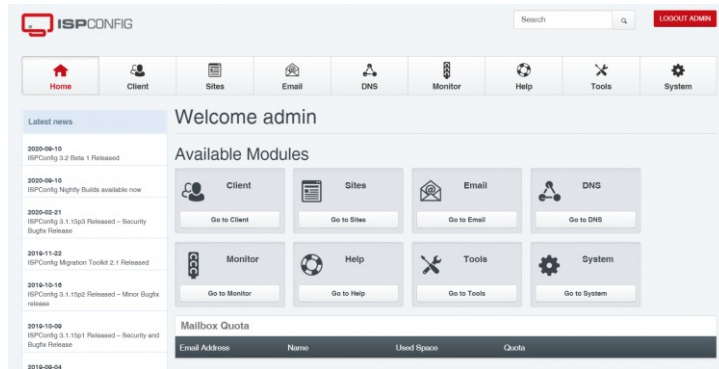 ISPCONFIG
Search
LOGOUT ADMIN
Home
Client
Sites
Email
DNS
Monitor
Help
Tools
System
Latest news
2020-09-10
ISPConfig 3.2 Beta 1 Released
2020-09-10
ISPConfig Nightly Builds available now
2020-02-21
ISPConfig 3.1.15p3 Released – Security
Bugfix Release
2019-11-22
ISPConfig Migration Toolkit 2.1 Released
2019-10-16
ISPConfig 3.1.15p2 Released – Minor Bugfix
release
2019-10-09
ISPConfig 3.1.15p1 Released – Security and
Bugfix Release
2019-09-04
Welcome admin
Available Modules
Client
Go to Client
Sites
Go to Sites
Email
Go to Email
DNS
Go to DNS
Monitor
Go to Monitor
Help
Go to Help
Tools
Go to Tools
System
Go to System
Mailbox Quota
Email Address
Name
Used Space
Quota